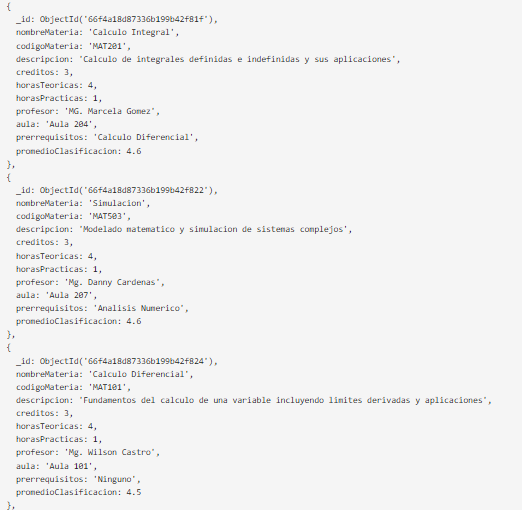 {
_id: ObjectId('66f4a18d87336b199b42f81f'),
nombreMateria: 'Calculo Integral',
codigoMateria: 'MAT201',
descripcion: 'Calculo de integrales definidas e indefinidas y sus aplicaciones',
creditos: 3,
horasTeoricas: 4,
horasPracticas: 1,
profesor: 'MG. Marcela Gomez',
aula: 'Aula 204',
prerrequisitos: 'Calculo Diferencial',
promedioClasificacion: 4.6
},
{
_id: ObjectId('66f4a18d87336b199b42f822'),
nombreMateria: 'Simulacion',
codigoMateria: 'MAT503',
descripcion: 'Modelado matematico y simulacion de sistemas complejos',
creditos: 3,
horasTeoricas: 4,
horasPracticas: 1,
profesor: 'Mg. Danny Cardenas',
aula: 'Aula 207',
prerrequisitos: 'Analisis Numerico',
promedioClasificacion: 4.6
},
{
_id: ObjectId('66f4a18d87336b199b42f824'),
nombreMateria: 'Calculo Diferencial',
codigoMateria: 'MAT101',
descripcion: 'Fundamentos del calculo de una variable incluyendo limites derivadas y aplicaciones',
creditos: 3,
horasTeoricas: 4,
horasPracticas: 1,
profesor: 'Mg. Wilson Castro',
aula: 'Aula 101',
prerrequisitos: 'Ninguno',
promedioClasificacion: 4.5
},